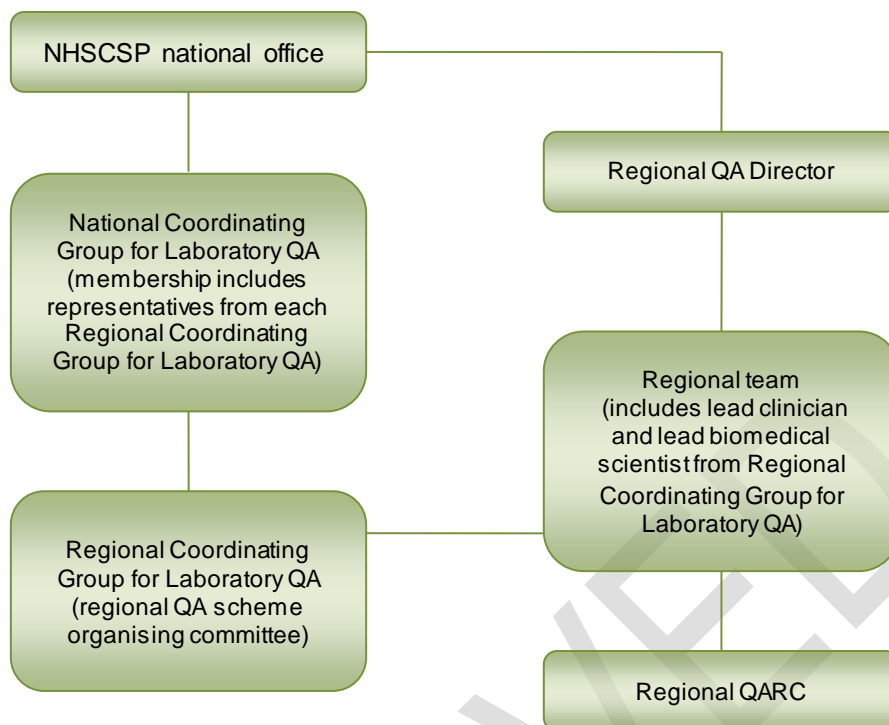 NHSCSP national office
Regional QA Director
National Coordinating
Group for Laboratory QA
(membership includes
representatives from each
Regional Coordinating
Group for Laboratory QA)
Regional team
(includes lead clinician
and lead biomedical
scientist from Regional
Coordinating Group for
Laboratory QA)
Regional Coordinating
Group for Laboratory QA
(regional QA scheme
organising committee)
Regional QARC